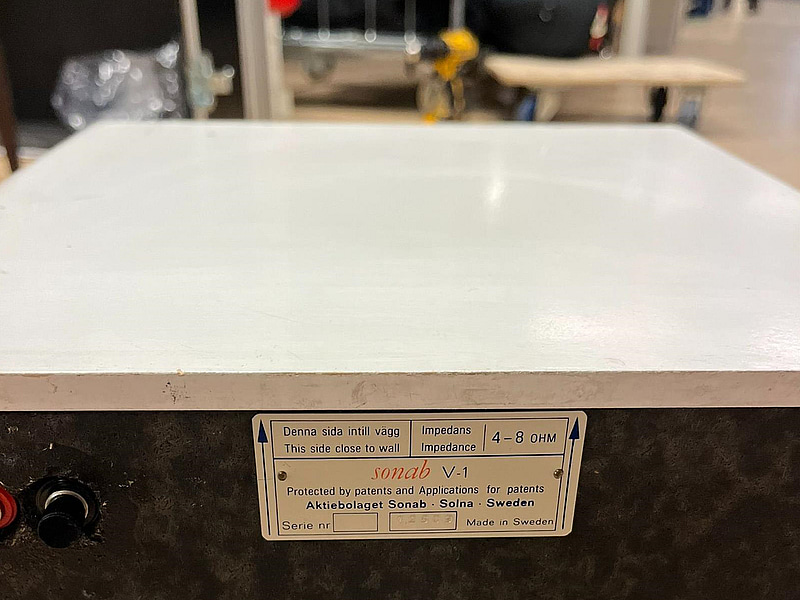 Denna sida intill vägg
This side close to wall
Impedans
Impedance
4-8 OHM
sonab V-1
Protected by patents and Applications for patents
Aktiebolaget Sonab · Solna · Sweden
Serie nr
Made in Sweden